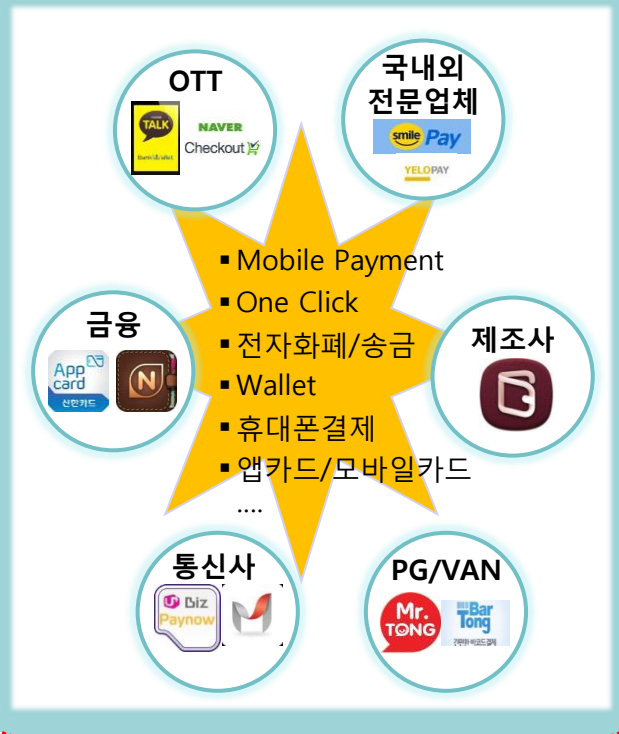 OTT
TALK
NAVER
Checkout
국내외
전문업체
smile Pay
YELOPAY
▪ Mobile Payment
▪ One Click
▪ 전자화폐/송금
▪ Wallet
▪ 휴대폰결제
▪ 앱카드/모바일카드
....
금융
App
card
신한카드
N
제조사
통신사
U Biz
Paynow
PG/VAN
Mr.
TONG
Bar
Tong